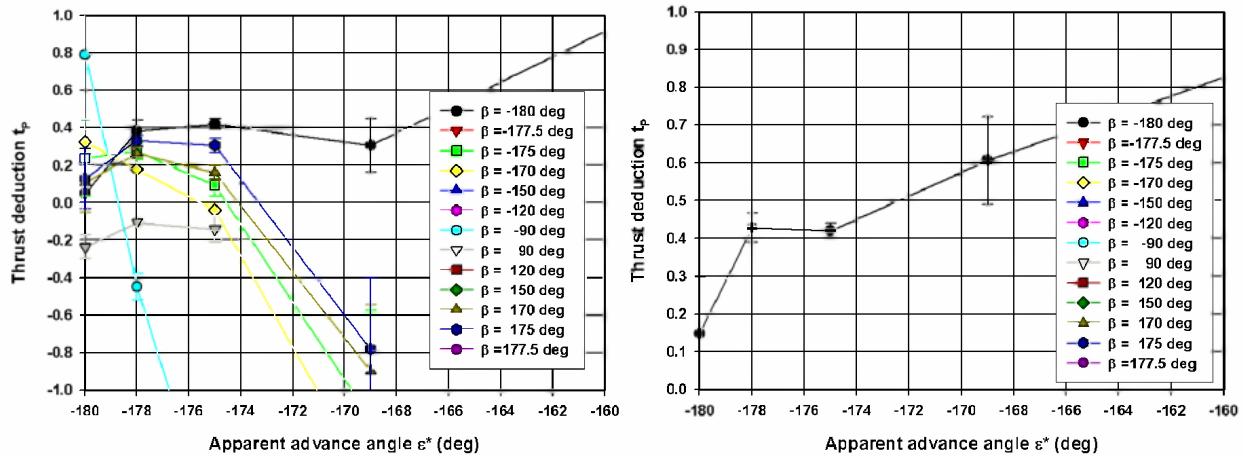 1.0
0.8
0.6
0.4
0.2
0.0
-0.2
-0.4
-0.6
-0.8
-1.0
Thrust deduction tP
-180 -178 -176 -174 -172 -170 -168 -166 -164 -162 -160
Apparent advance angle ε* (deg)
β = -180 deg
β = -177.5 deg
β = -175 deg
β = -170 deg
β = -150 deg
β = -120 deg
β = -90 deg
β = 90 deg
β = 120 deg
β = 150 deg
β = 170 deg
β = 175 deg
β =177.5 deg
1.0
0.9
0.8
0.7
0.6
0.5
0.4
0.3
0.2
0.1
0.0
Thrust deduction tP
-180 -178 -176 -174 -172 -170 -168 -166 -164 -162 -160
Apparent advance angle ε* (deg)
β = -180 deg
β = -177.5 deg
β = -175 deg
β = -170 deg
β = -150 deg
β = -120 deg
β = -90 deg
β = 90 deg
β = 120 deg
β = 150 deg
β = 170 deg
β = 175 deg
β =177.5 deg